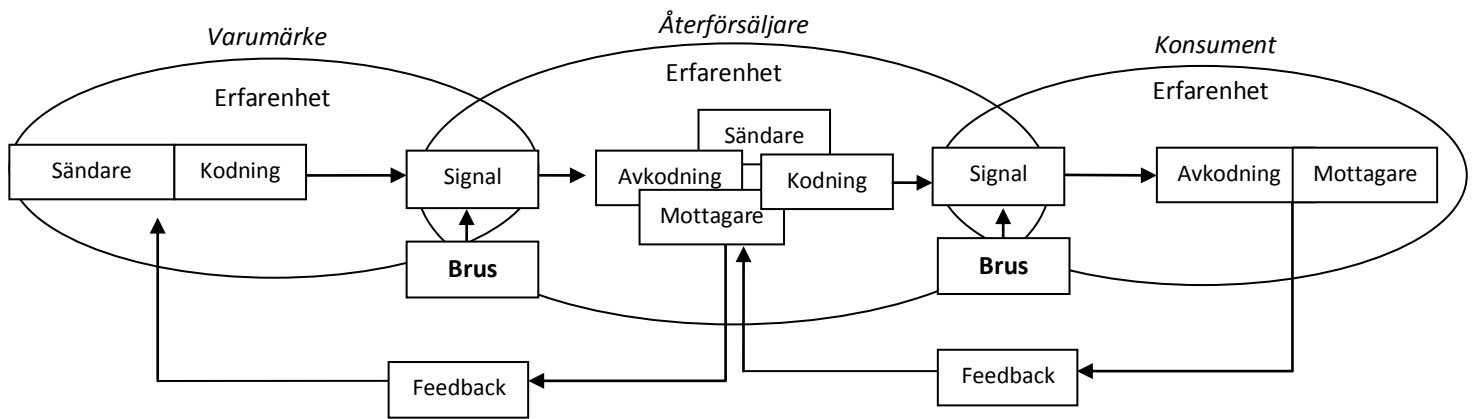 Varumärke
Återförsäljare
Konsument
Erfarenhet
Erfarenhet
Erfarenhet
Sändare
Kodning
Signal
Sändare
Avkodning
Kodning
Mottagare
Signal
Avkodning
Mottagare
Brus
Brus
Feedback
Feedback